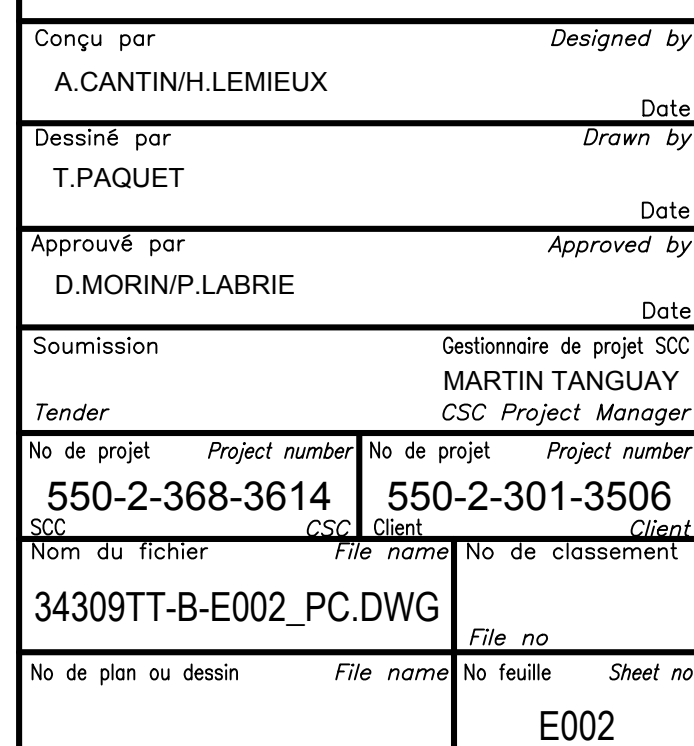 Conçu par Designed by
A.CANTIN/H.LEMIEUX
Date
Dessiné par Drawn by
T.PAQUET
Date
Approuvé par Approved by
D.MORIN/P.LABRIE
Date
Soumission Gestionnaire de projet SCC
MARTIN TANGUAY
Tender CSC Project Manager
No de projet Project number No de projet Project number
550-2-368-3614 550-2-301-3506
SCC CSC Client Client
Nom du fichier File name No de classement
34309TT-B-E002_PC.DWG
File no
No de plan ou dessin File name No feuille Sheet no
E002